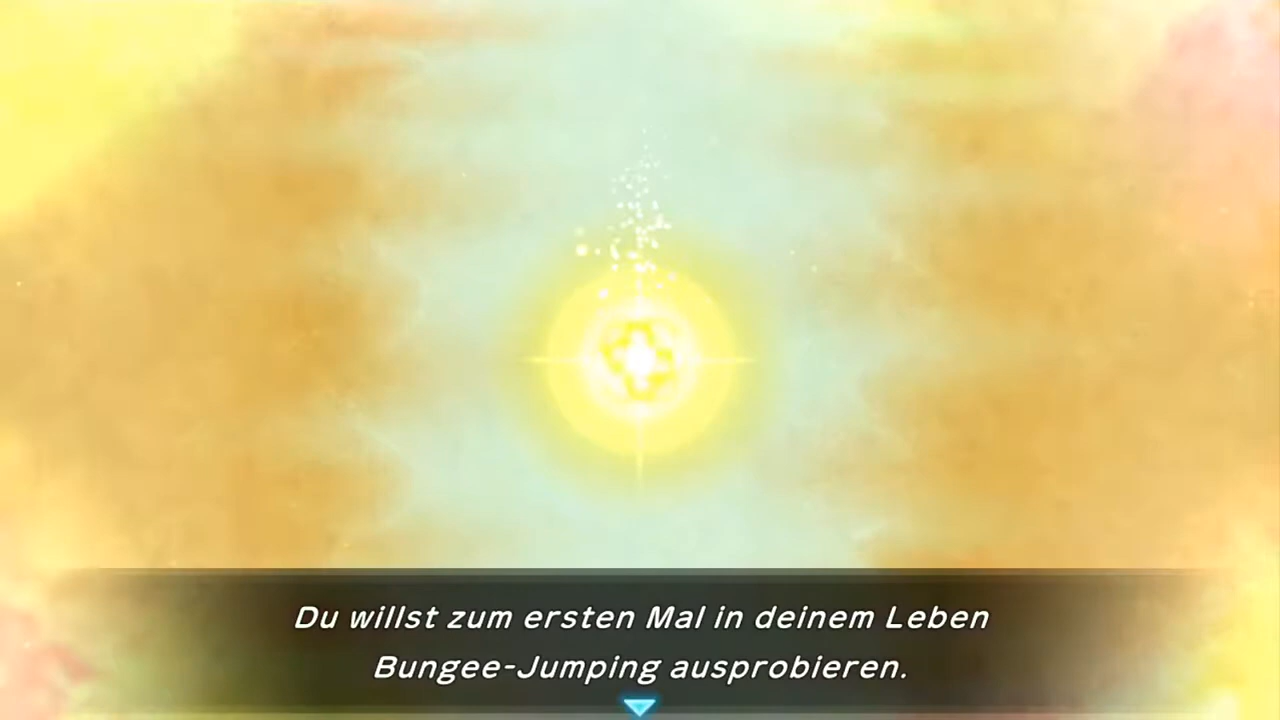 Du willst zum ersten Mal in deinem Leben
Bungee-Jumping ausprobieren.